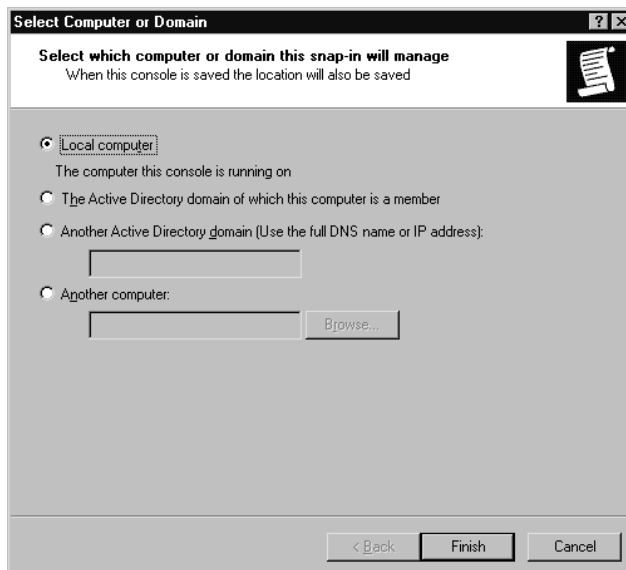 Select Computer or Domain
Select which computer or domain this snap-in will manage
When this console is saved the location will also be saved
Local computer
The computer this console is running on
The Active Directory domain of which this computer is a member
Another Active Directory domain (Use the full DNS name or IP address):
Another computer:
Browse...
< Back Finish Cancel